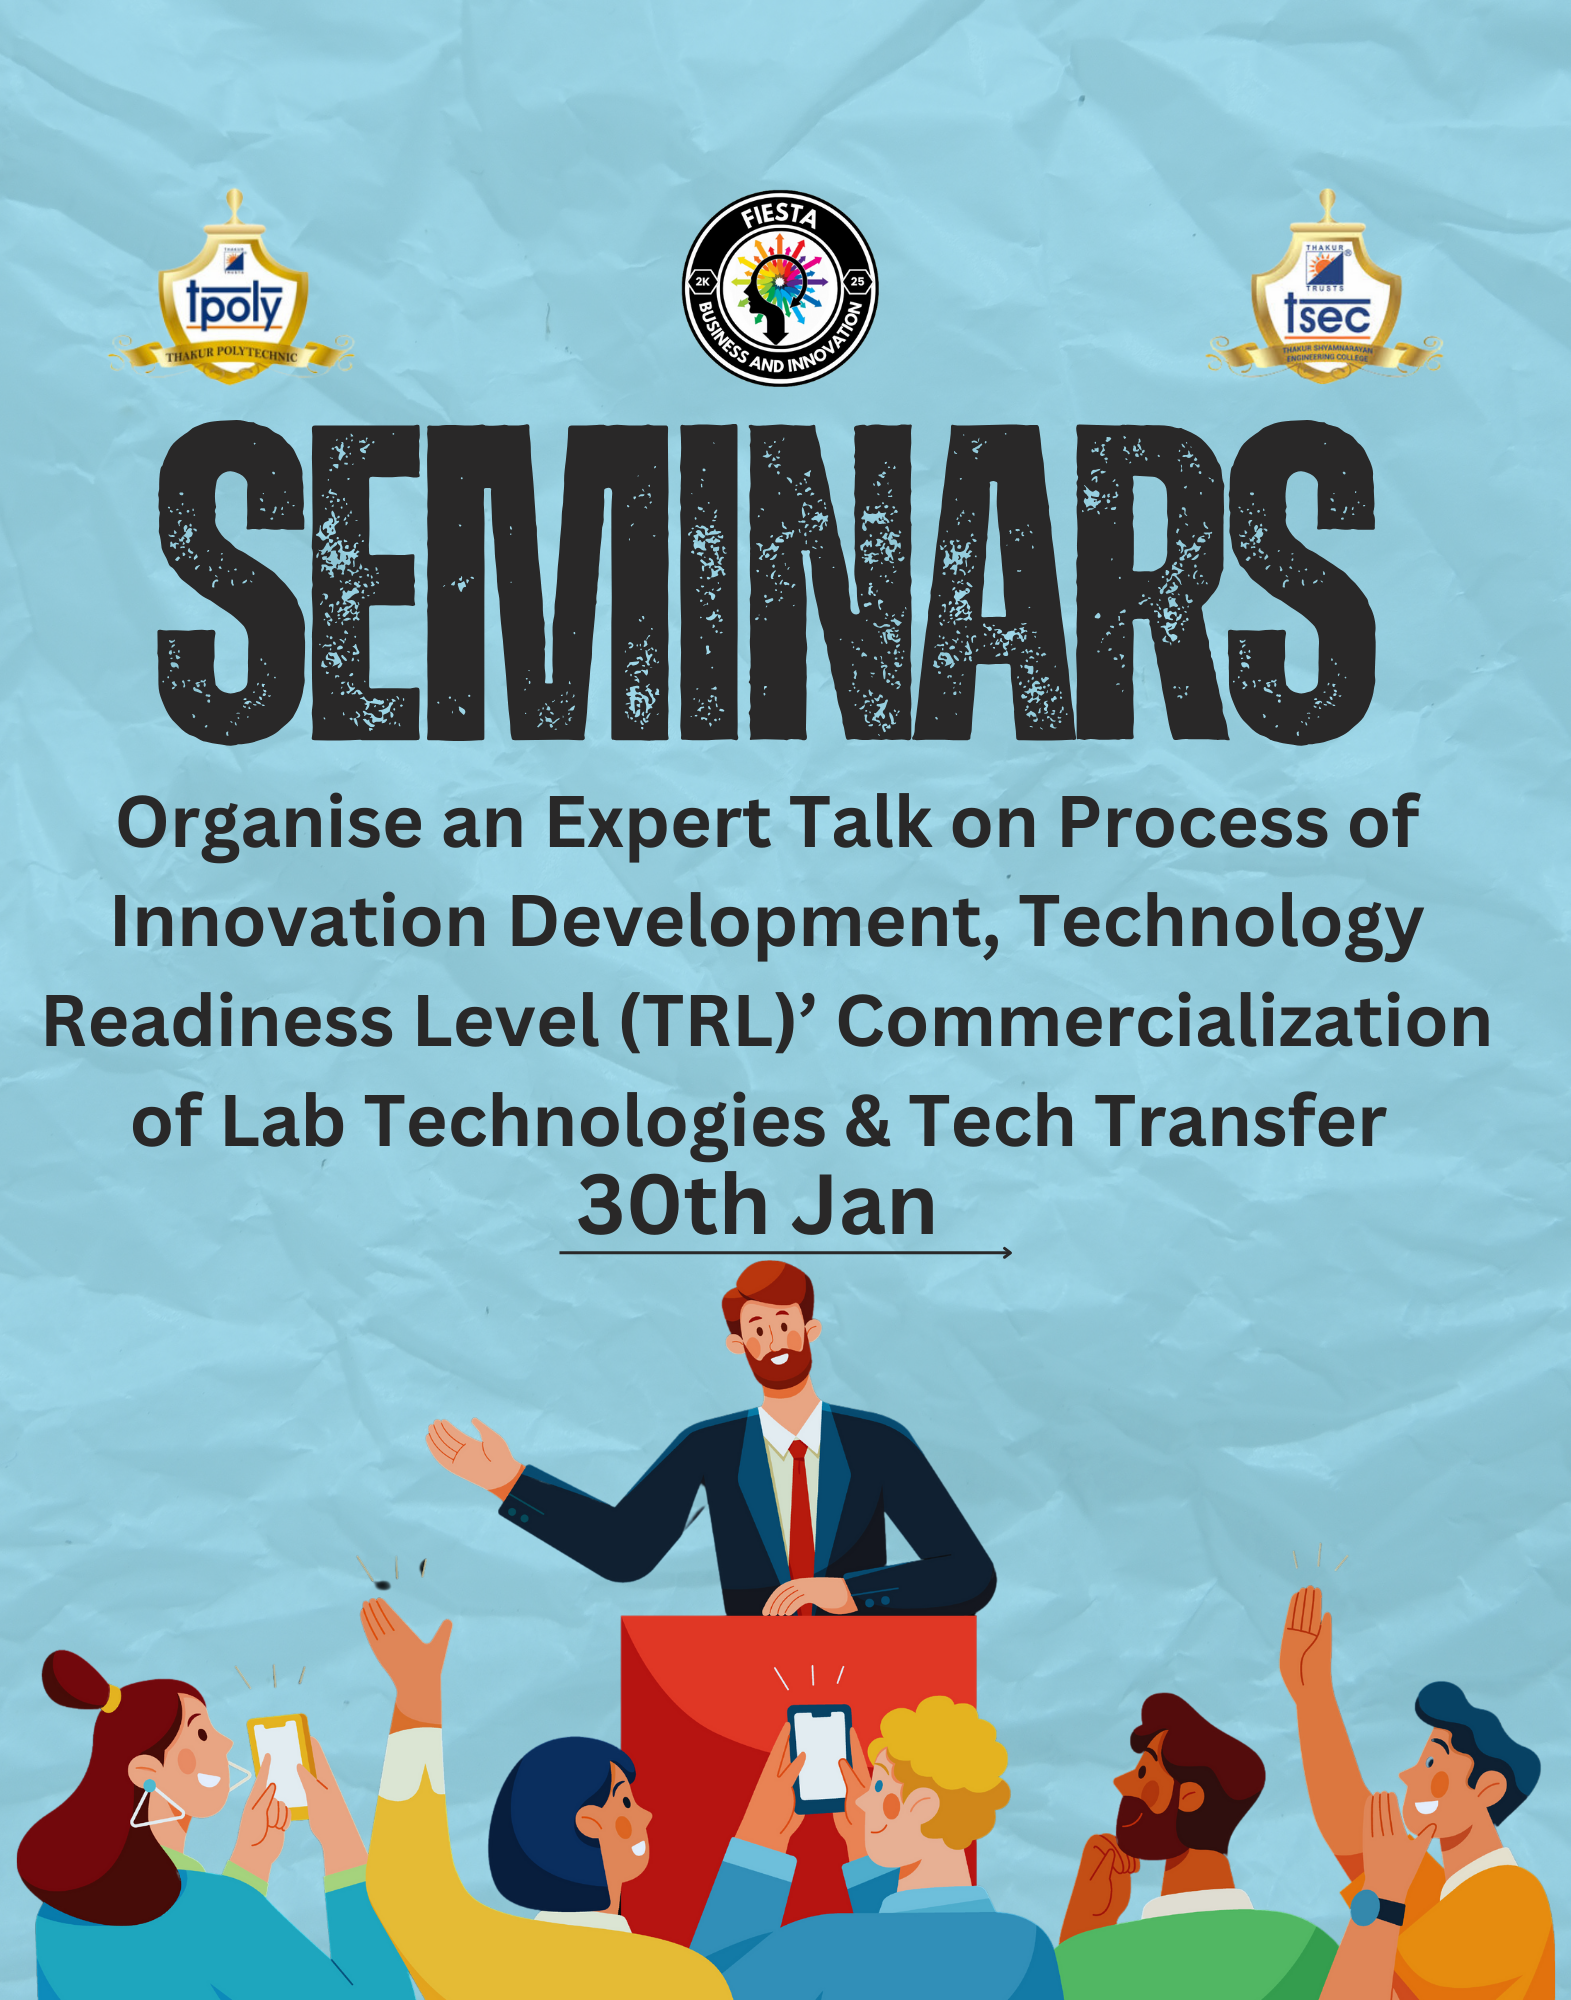 THAKUR
TRUSTS
tpoly
THAKUR POLYTECHNIC
FIESTA
2K
25
BUSINESS AND INNOVATION
THAKUR
®
TRUSTS
tsec
THAKUR SHYAMNARAYAN
ENGINEERING COLLEGE
SEMINARS
Organise an Expert Talk on Process of
Innovation Development, Technology
Readiness Level (TRL)’ Commercialization
of Lab Technologies & Tech Transfer
30th Jan